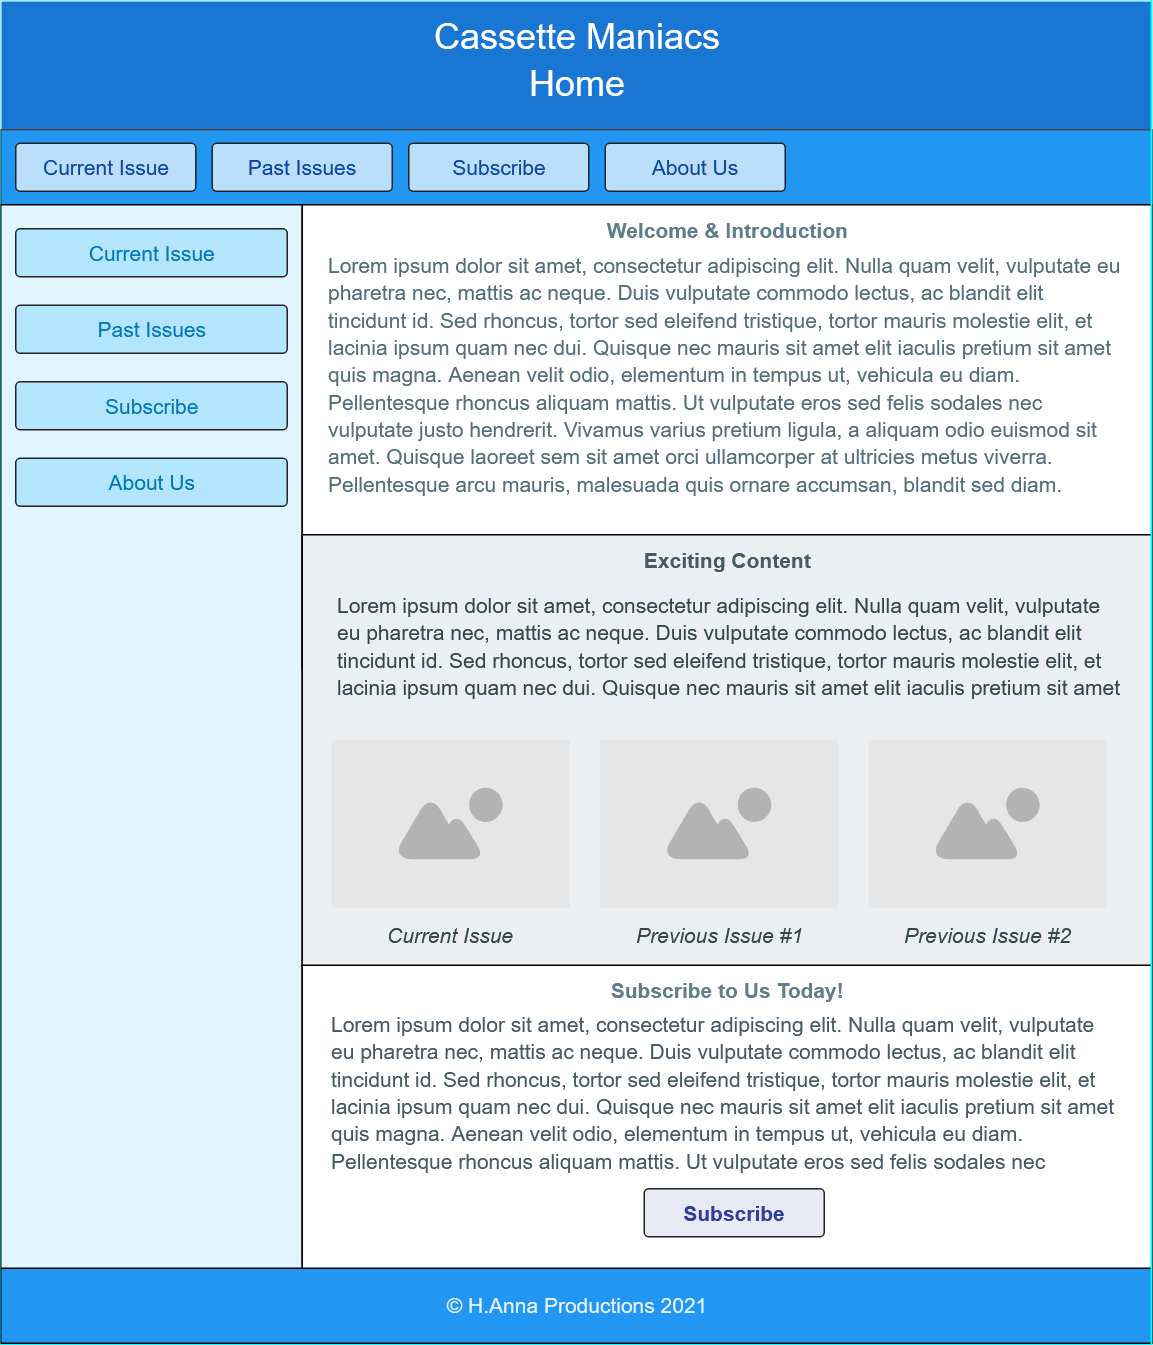 Cassette Maniacs
Home
Current Issue
Past Issues
Subscribe
About Us
Current Issue
Past Issues
Subscribe
About Us
Welcome & Introduction
Lorem ipsum dolor sit amet, consectetur adipiscing elit. Nulla quam velit, vulputate eu
pharetra nec, mattis ac neque. Duis vulputate commodo lectus, ac blandit elit
tincidunt id. Sed rhoncus, tortor sed eleifend tristique, tortor mauris molestie elit, et
lacinia ipsum quam nec dui. Quisque nec mauris sit amet elit iaculis pretium sit amet
quis magna. Aenean velit odio, elementum in tempus ut, vehicula eu diam.
Pellentesque rhoncus aliquam mattis. Ut vulputate eros sed felis sodales nec
vulputate justo hendrerit. Vivamus varius pretium ligula, a aliquam odio euismod sit
amet. Quisque laoreet sem sit amet orci ullamcorper at ultricies metus viverra.
Pellentesque arcu mauris, malesuada quis ornare accumsan, blandit sed diam.
Exciting Content
Lorem ipsum dolor sit amet, consectetur adipiscing elit. Nulla quam velit, vulputate
eu pharetra nec, mattis ac neque. Duis vulputate commodo lectus, ac blandit elit
tincidunt id. Sed rhoncus, tortor sed eleifend tristique, tortor mauris molestie elit, et
lacinia ipsum quam nec dui. Quisque nec mauris sit amet elit iaculis pretium sit amet
Current Issue
Previous Issue #1
Previous Issue #2
Subscribe to Us Today!
Lorem ipsum dolor sit amet, consectetur adipiscing elit. Nulla quam velit, vulputate
eu pharetra nec, mattis ac neque. Duis vulputate commodo lectus, ac blandit elit
tincidunt id. Sed rhoncus, tortor sed eleifend tristique, tortor mauris molestie elit, et
lacinia ipsum quam nec dui. Quisque nec mauris sit amet elit iaculis pretium sit amet
quis magna. Aenean velit odio, elementum in tempus ut, vehicula eu diam.
Pellentesque rhoncus aliquam mattis. Ut vulputate eros sed felis sodales nec
Subscribe
© H.Anna Productions 2021